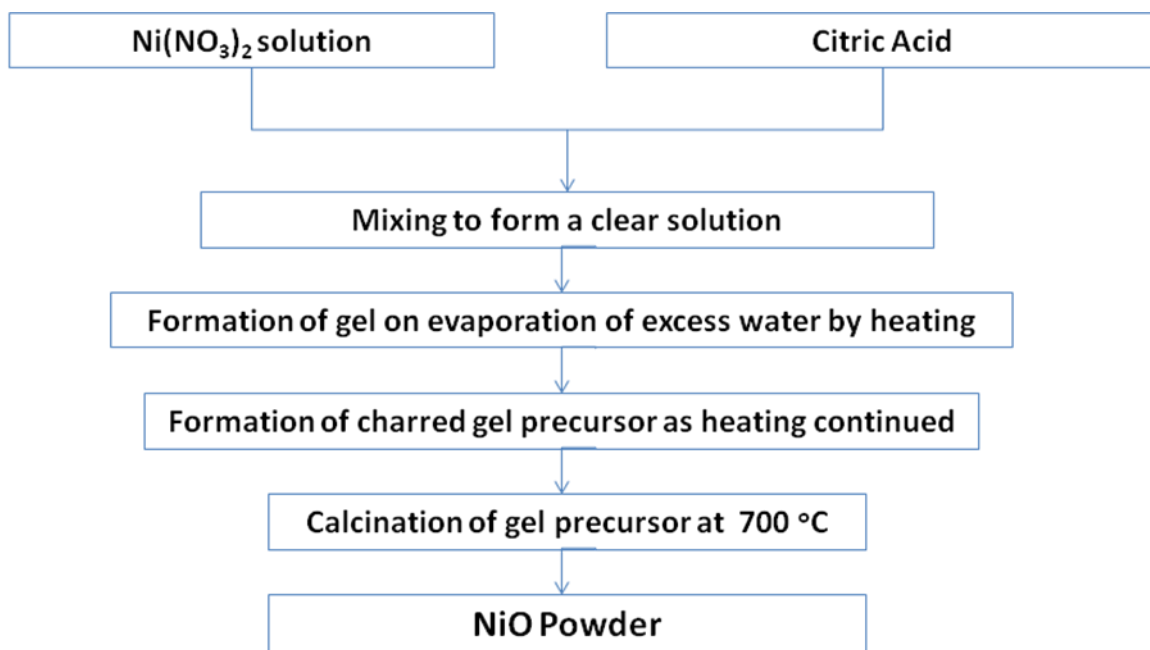 Ni(NO₃)₂ solution
Citric Acid
Mixing to form a clear solution
Formation of gel on evaporation of excess water by heating
Formation of charred gel precursor as heating continued
Calcination of gel precursor at 700 °C
NiO Powder